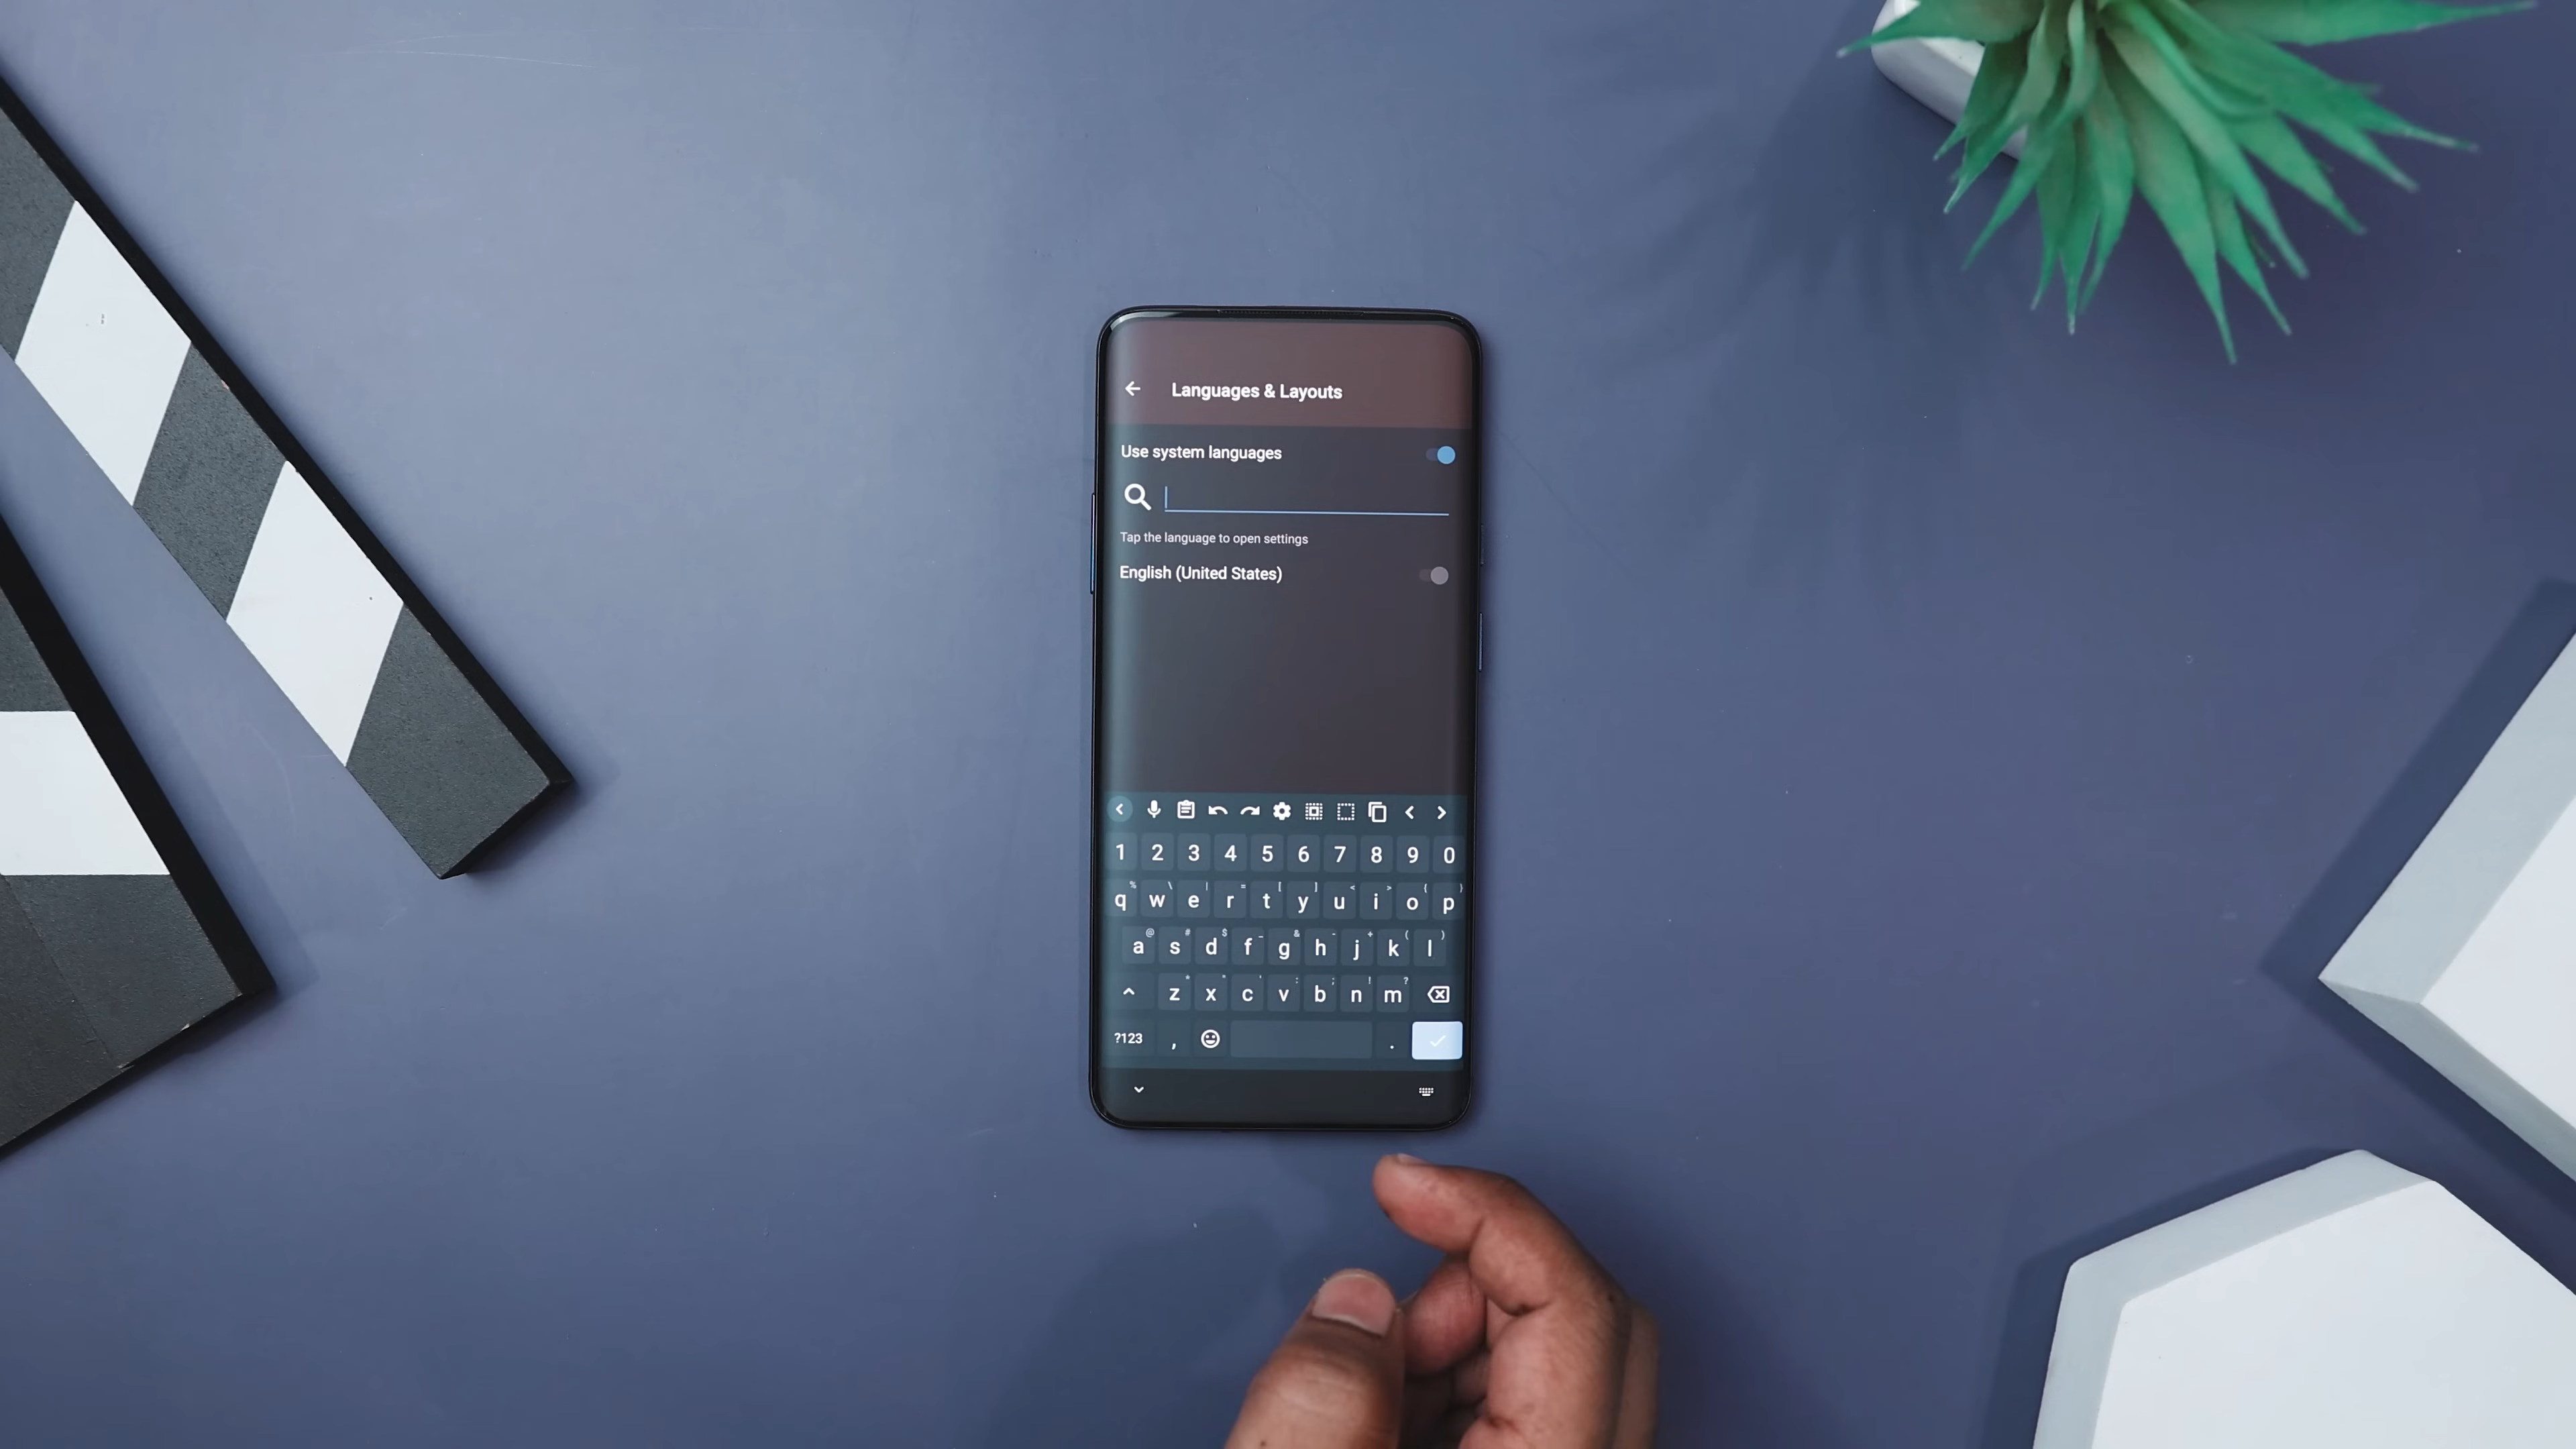 Languages & Layouts
Use system languages
Tap the language to open settings
English (United States)
1 2 3 4 5 6 7 8 9 0
% \ | = [ ] < > { }
q w e r t y u i o p
@ # $ _ & - + ( )
a s d f g h j k l
z x c v b n m
?123 , .